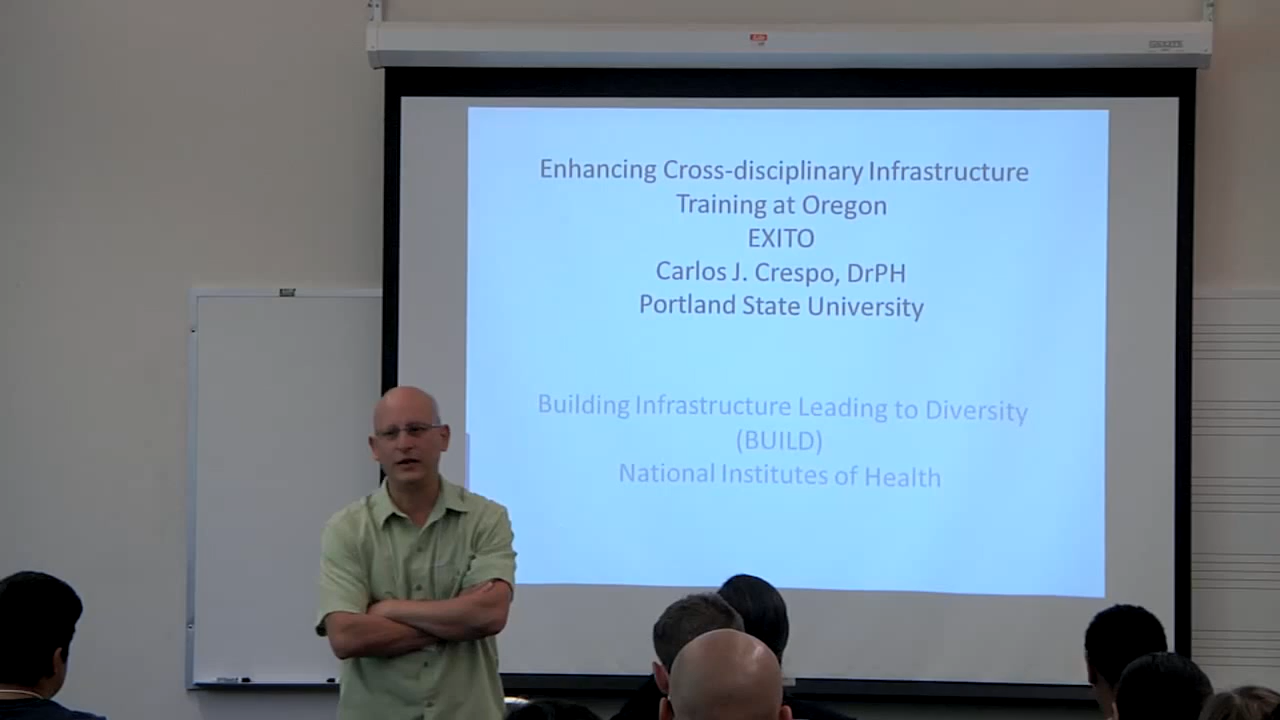 Enhancing Cross-disciplinary Infrastructure
Training at Oregon
EXITO
Carlos J. Crespo, DrPH
Portland State University
Building Infrastructure Leading to Diversity
(BUILD)
National Institutes of Health